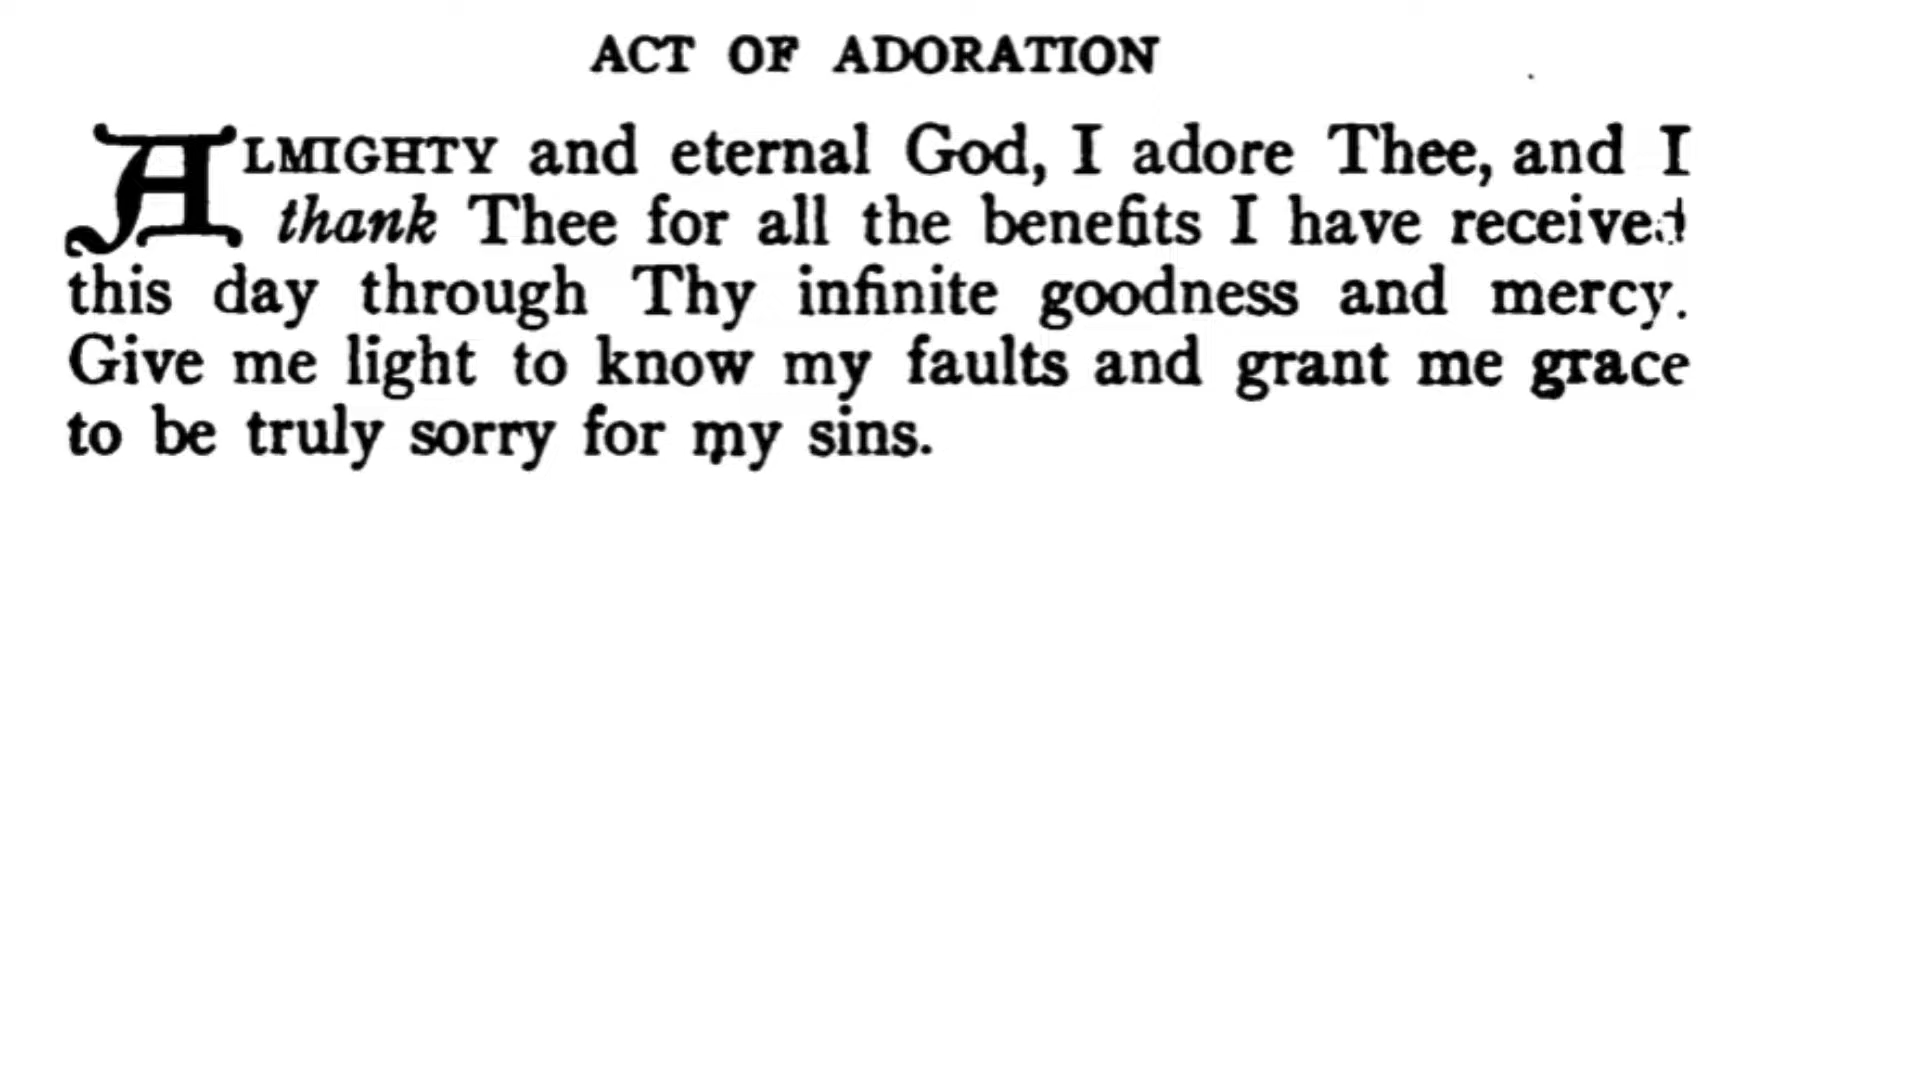 ACT OF ADORATION
ALMIGHTY and eternal God, I adore Thee, and I
thank Thee for all the benefits I have received
this day through Thy infinite goodness and mercy.
Give me light to know my faults and grant me grace
to be truly sorry for my sins.